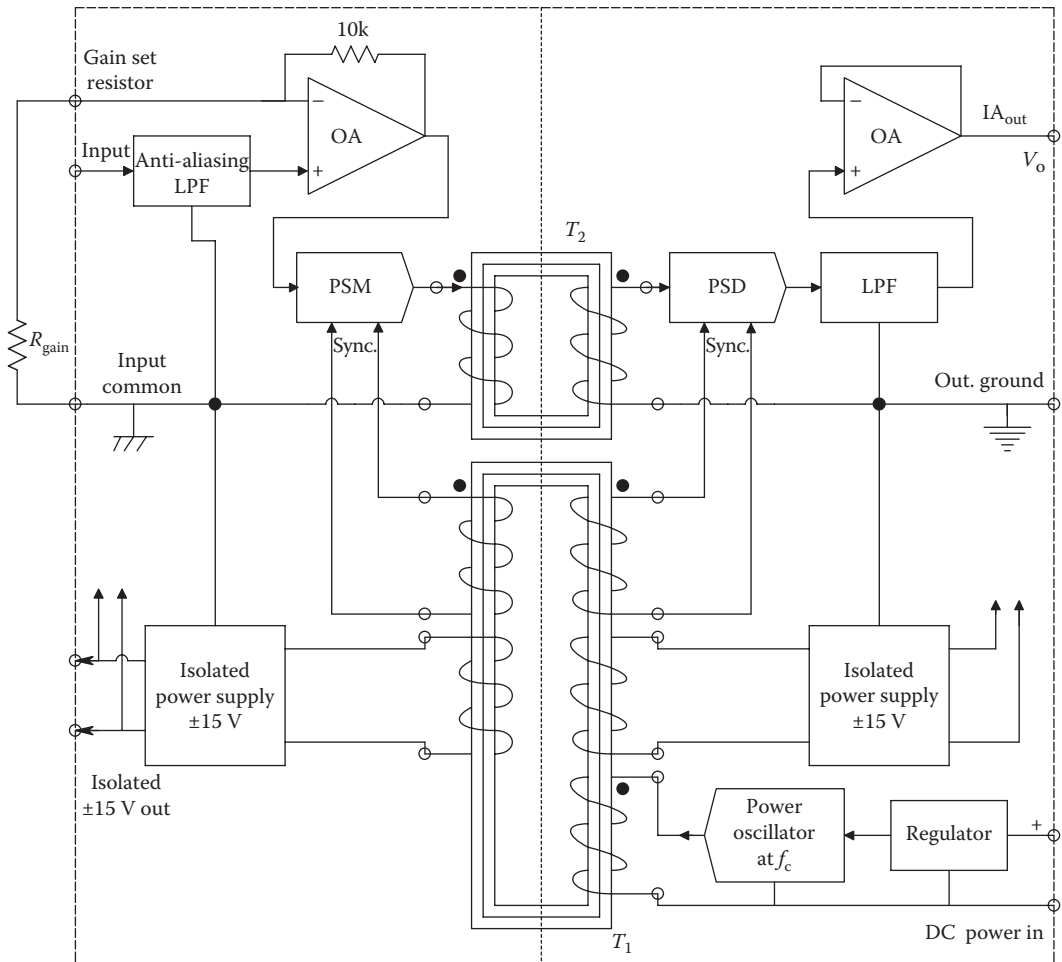 10k
Gain set
resistor
−
OA
+
Input
Anti-aliasing
LPF
−
OA
+
IA_out
V_o
T_2
PSM
PSD
LPF
Sync.
Sync.
R_gain
Input
common
Out. ground
Isolated
power supply
±15 V
Isolated
power supply
±15 V
Isolated
±15 V out
Power
oscillator
at f_c
Regulator
+
T_1
DC power in